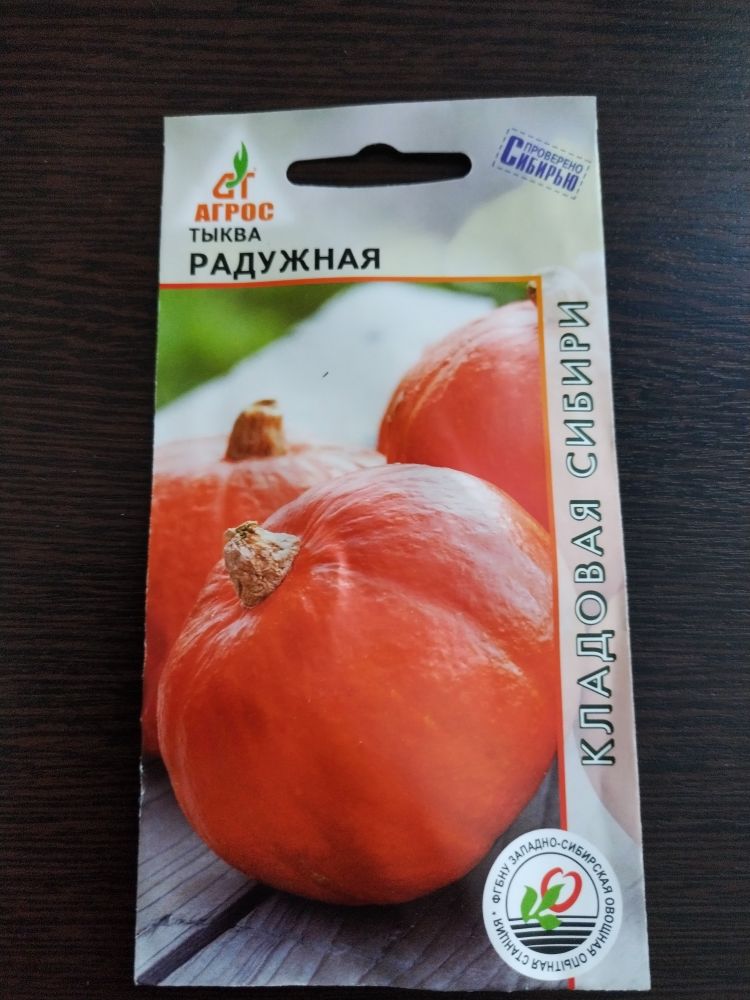 АГРОС
ТЫКВА
РАДУЖНАЯ
ПРОВЕРЕНО
СИБИРЬЮ
КЛАДОВАЯ СИБИРИ
ФГБНУ ЗАПАДНО-СИБИРСКАЯ ОВОЩНАЯ ОПЫТНАЯ СТАНЦИЯ